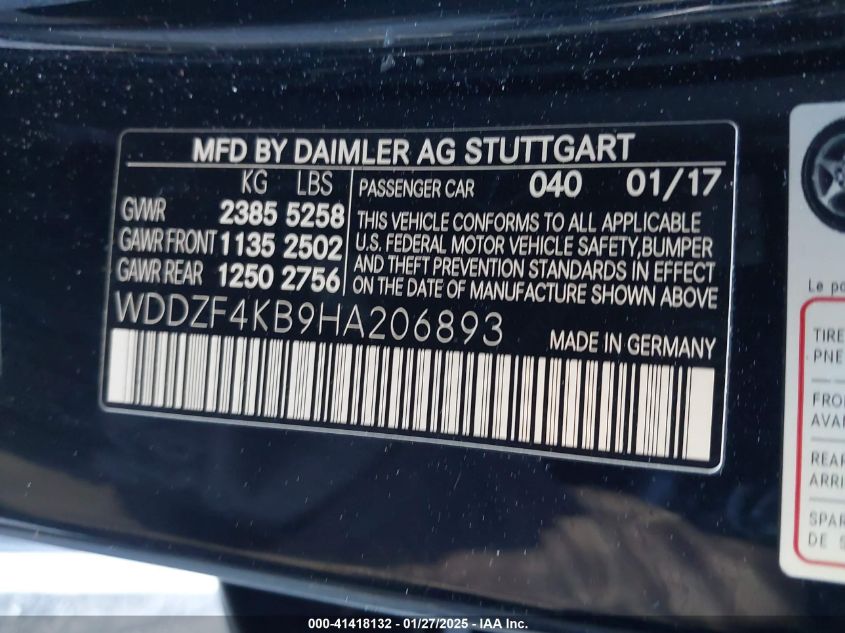 MFD BY DAIMLER AG STUTTGART
KG LBS
GVWR 2385 5258
GAWR FRONT 1135 2502
GAWR REAR 1250 2756
PASSENGER CAR 040 01/17
THIS VEHICLE CONFORMS TO ALL APPLICABLE
U.S. FEDERAL MOTOR VEHICLE SAFETY,BUMPER
AND THEFT PREVENTION STANDARDS IN EFFECT
ON THE DATE OF MANUFACTURE SHOWN ABOVE
WDDZF4KB9HA206893
MADE IN GERMANY
Le
TIRE
000-41418132 - 01/27/2025 - IAA Inc.